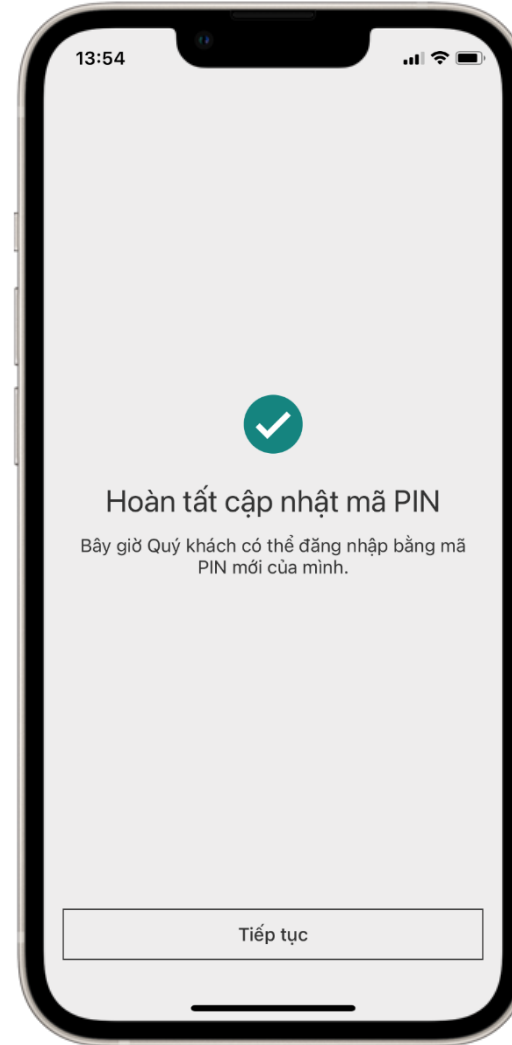 13:54
Hoàn tất cập nhật mã PIN
Bây giờ Quý khách có thể đăng nhập bằng mã
PIN mới của mình.
Tiếp tục